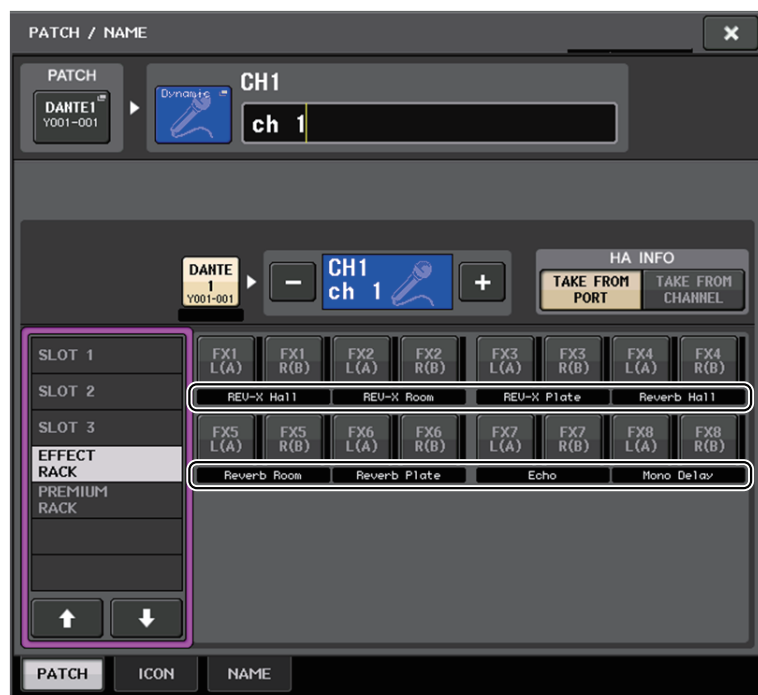 PATCH / NAME
PATCH
DANTE1
Y001-001
Dynamic
CH1
ch 1
DANTE
1
Y001-001
CH1
ch 1
HA INFO
TAKE FROM
PORT
TAKE FROM
CHANNEL
SLOT 1
SLOT 2
SLOT 3
EFFECT
RACK
PREMIUM
RACK
FX1
L(A)
FX1
R(B)
FX2
L(A)
FX2
R(B)
FX3
L(A)
FX3
R(B)
FX4
L(A)
FX4
R(B)
REV-X Hall
REV-X Room
REV-X Plate
Reverb Hall
FX5
L(A)
FX5
R(B)
FX6
L(A)
FX6
R(B)
FX7
L(A)
FX7
R(B)
FX8
L(A)
FX8
R(B)
Reverb Room
Reverb Plate
Echo
Mono Delay
PATCH
ICON
NAME